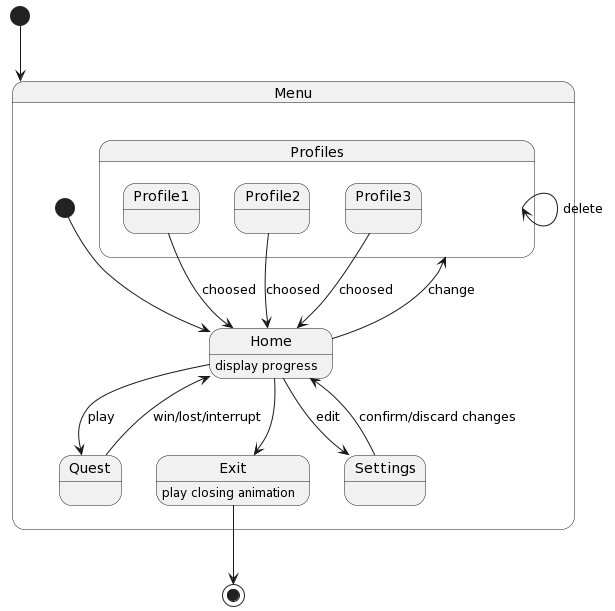 Menu
Profiles
Profile1
Profile2
Profile3
delete
choosed
choosed
choosed
change
Home
display progress
play
win/lost/interrupt
edit
confirm/discard changes
Quest
Exit
play closing animation
Settings